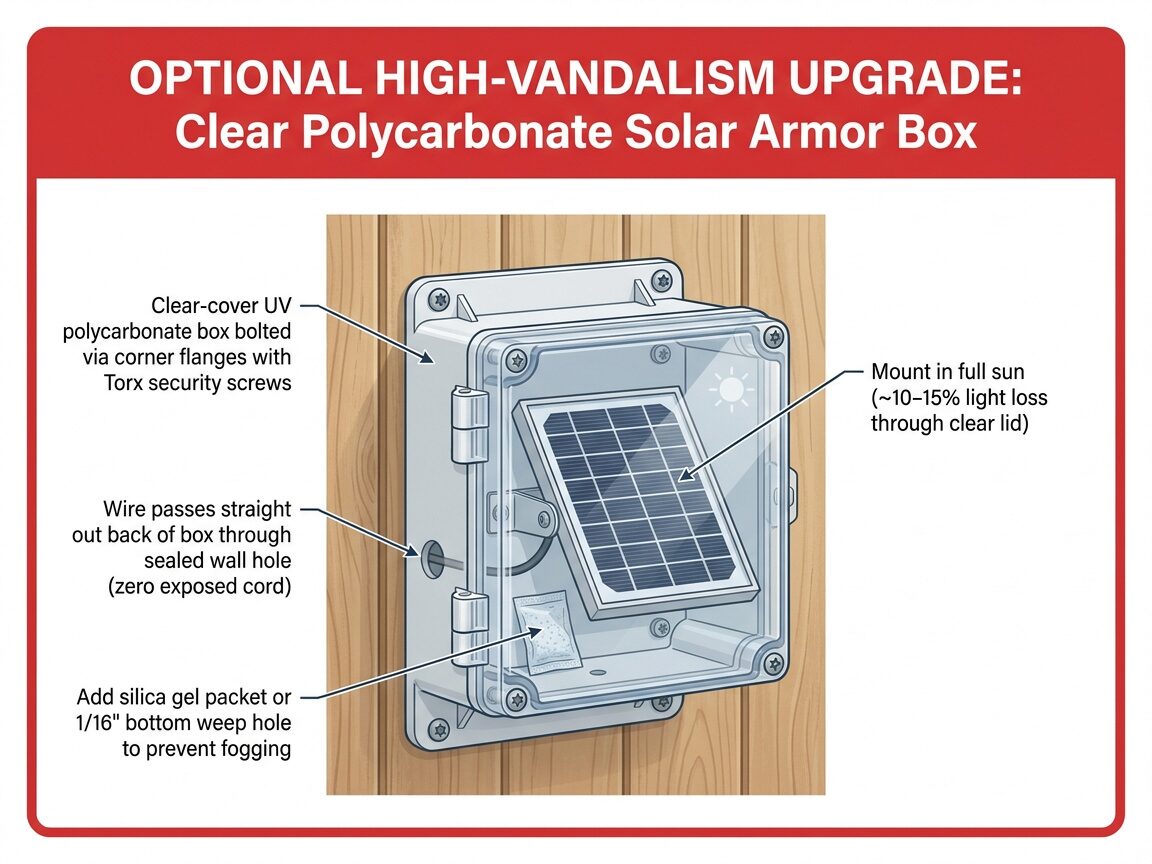 OPTIONAL HIGH-VANDALISM UPGRADE:
Clear Polycarbonate Solar Armor Box
Clear-cover UV
polycarbonate box bolted
via corner flanges with
Torx security screws
Wire passes straight
out back of box through
sealed wall hole
(zero exposed cord)
Add silica gel packet or
1/16" bottom weep hole
to prevent fogging
Mount in full sun
(~10–15% light loss
through clear lid)